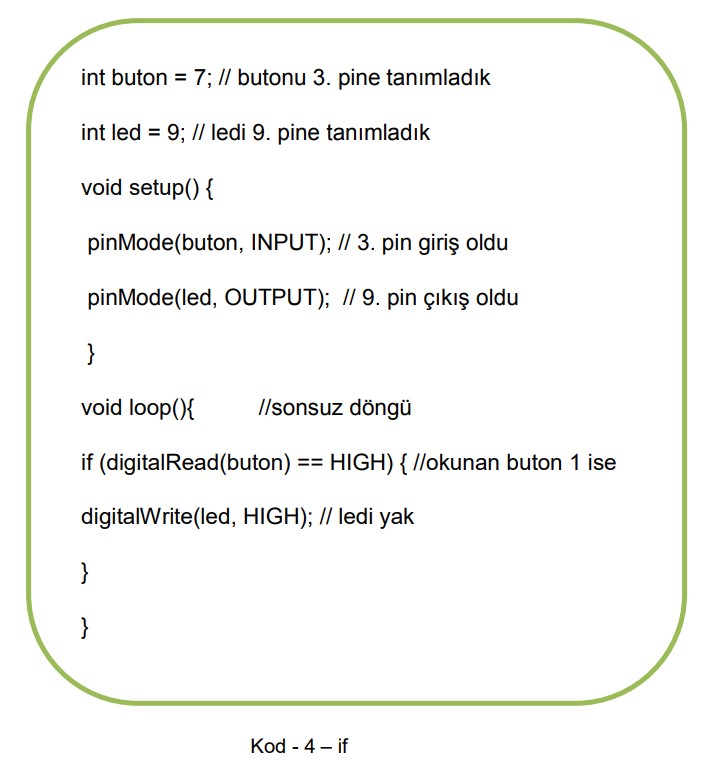 int buton = 7; // butonu 3. pine tanımladık
int led = 9; // ledi 9. pine tanımladık
void setup() {
pinMode(buton, INPUT); // 3. pin giriş oldu
pinMode(led, OUTPUT);  // 9. pin çıkış oldu
}
void loop(){          //sonsuz döngü
if (digitalRead(buton) == HIGH) { //okunan buton 1 ise
digitalWrite(led, HIGH); // ledi yak
}
}
Kod - 4 – if